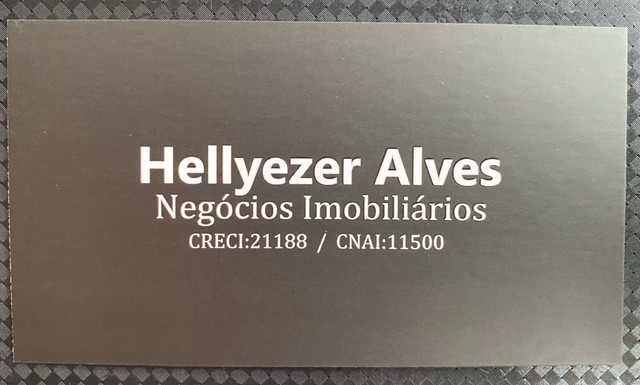 Hellyezer Alves
Negócios Imobiliários
CRECI:21188 / CNAI:11500